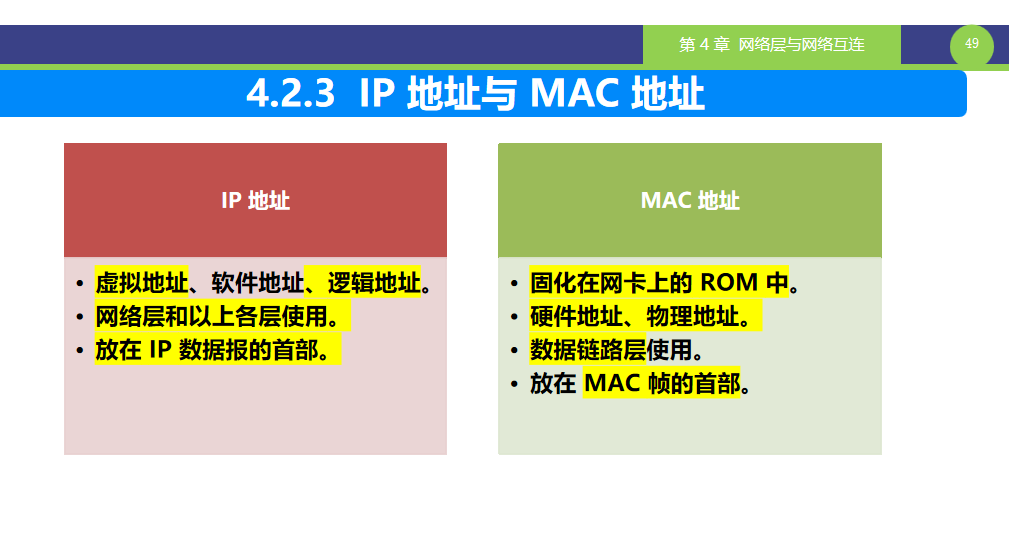 第 4 章 网络层与网络互连
49
4.2.3 IP 地址与 MAC 地址
IP 地址
• 虚拟地址、软件地址、逻辑地址。
• 网络层和以上各层使用。
• 放在 IP 数据报的首部。
MAC 地址
• 固化在网卡上的 ROM 中。
• 硬件地址、物理地址。
• 数据链路层使用。
• 放在 MAC 帧的首部。